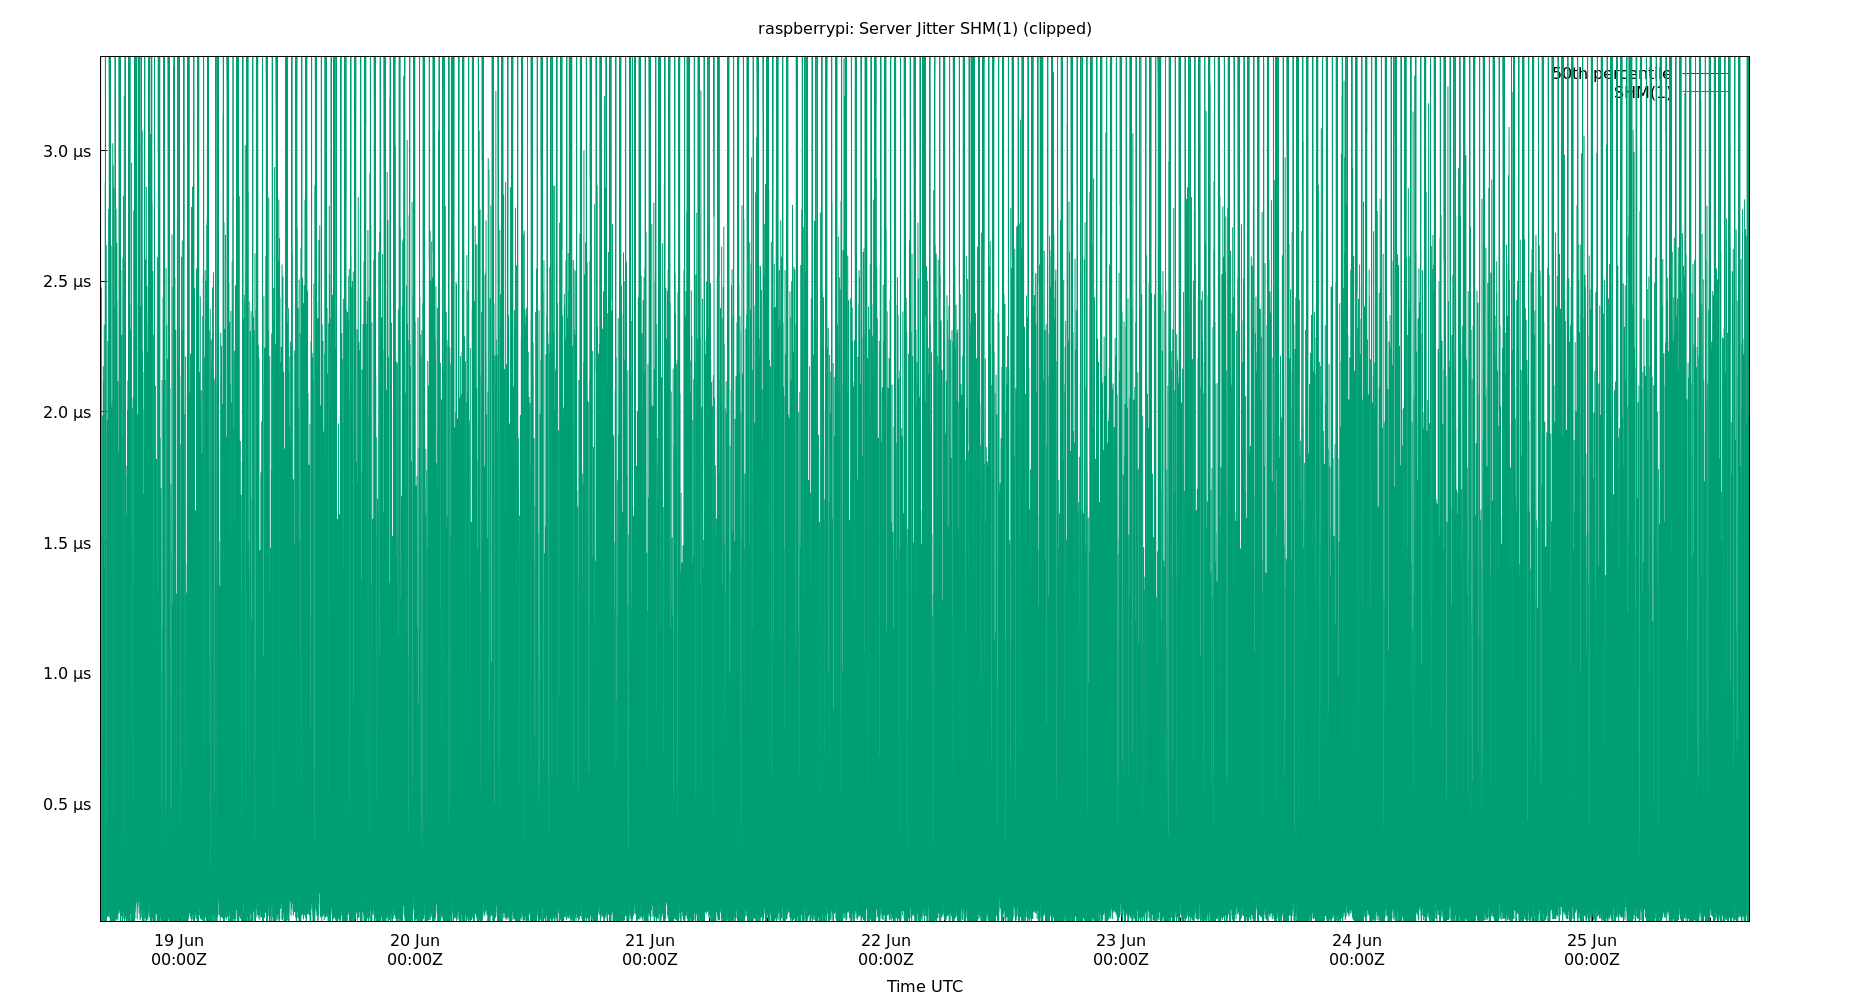 raspberrypi: Server Jitter SHM(1) (clipped)
50th percentile
SHM(1)
3.0 µs
2.5 µs
2.0 µs
1.5 µs
1.0 µs
0.5 µs
19 Jun 20 Jun 21 Jun 22 Jun 23 Jun 24 Jun 25 Jun
00:00Z 00:00Z 00:00Z 00:00Z 00:00Z 00:00Z 00:00Z
Time UTC